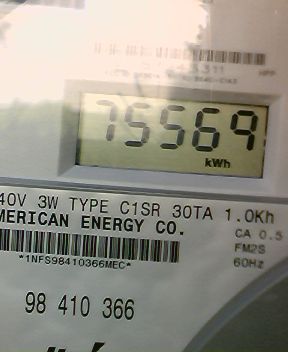 75569
kWh
40V 3W TYPE C1SR 30TA 1.0Kh
MERICAN ENERGY CO.
CA 0.5
FM2S
*1NFS98410366MEC*
60Hz
98 410 366